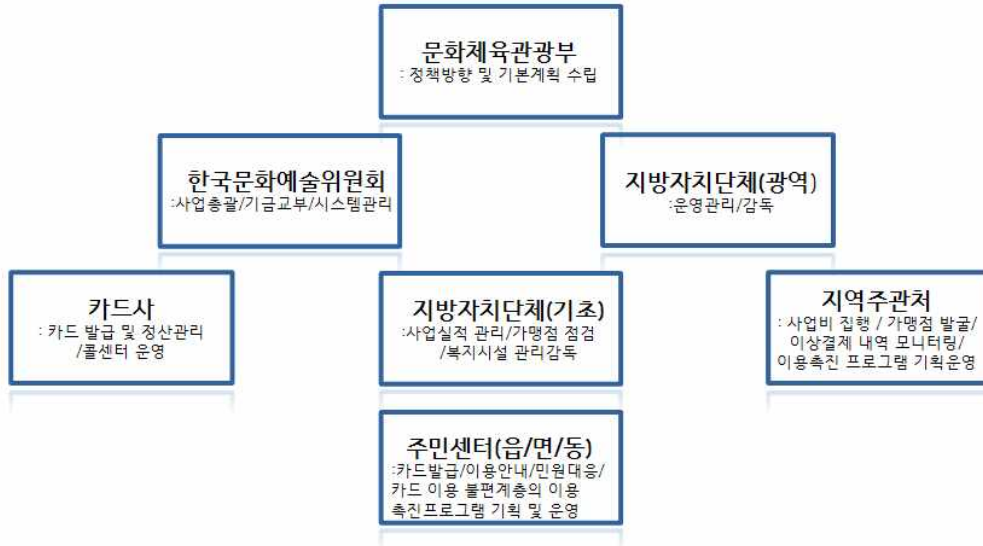 문화체육관광부
: 정책방향 및 기본계획 수립
한국문화예술위원회
:사업총괄/기금교부/시스템관리
지방자치단체(광역)
:운영관리/감독
카드사
: 카드 발급 및 정산관리
/콜센터 운영
지방자치단체(기초)
:사업실적 관리/가맹점 점검
/복지시설 관리감독
지역주관처
: 사업비 집행 / 가맹점 발굴/
이상결제 내역 모니터링/
이용촉진 프로그램 기획운영
주민센터(읍/면/동)
:카드발급/이용안내/민원대응/
카드 이용 불편계층의 이용
촉진프로그램 기획 및 운영